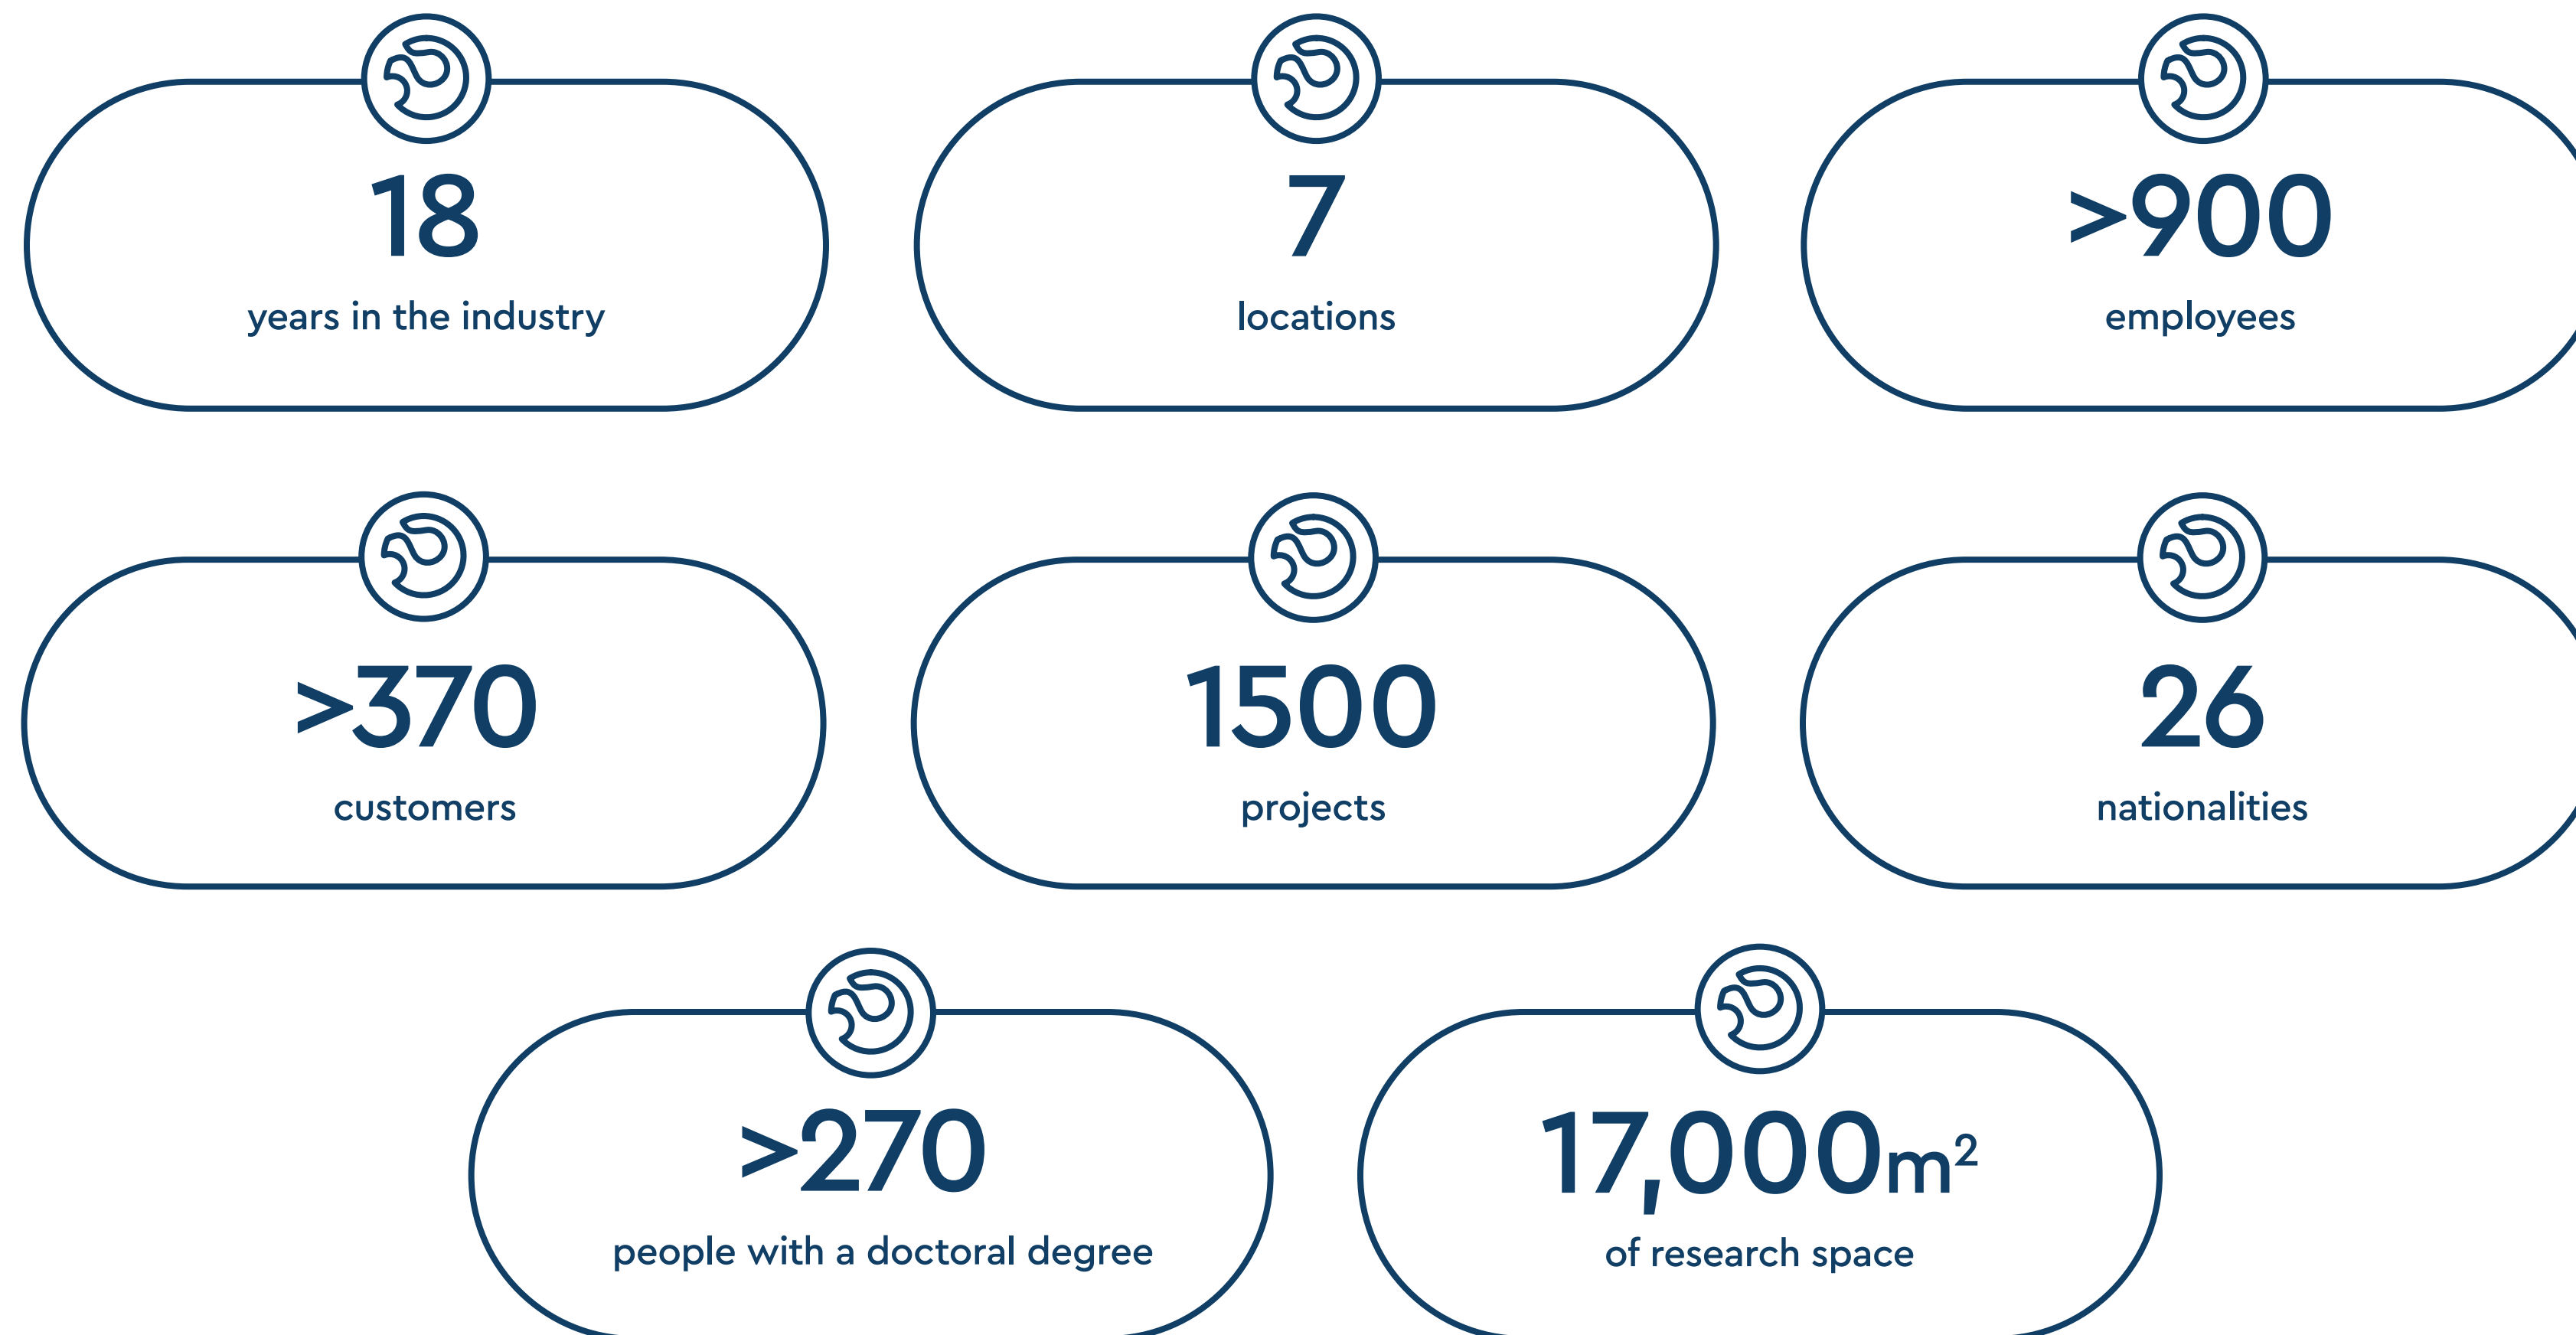 18
years in the industry
7
locations
>900
employees
>370
customers
1500
projects
26
nationalities
>270
people with a doctoral degree
17,000m²
of research space